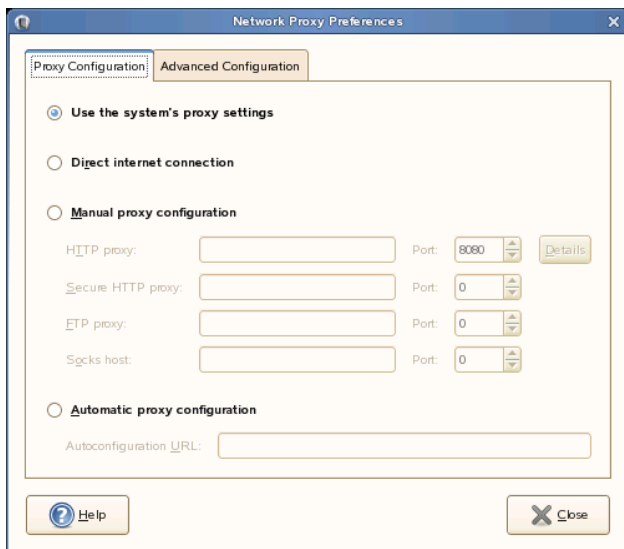 Network Proxy Preferences
Proxy Configuration Advanced Configuration
Use the system's proxy settings
Direct internet connection
Manual proxy configuration
HTTP proxy: Port: 8080 Details
Secure HTTP proxy: Port: 0
FTP proxy: Port: 0
Socks host: Port: 0
Automatic proxy configuration
Autoconfiguration URL:
Help Close